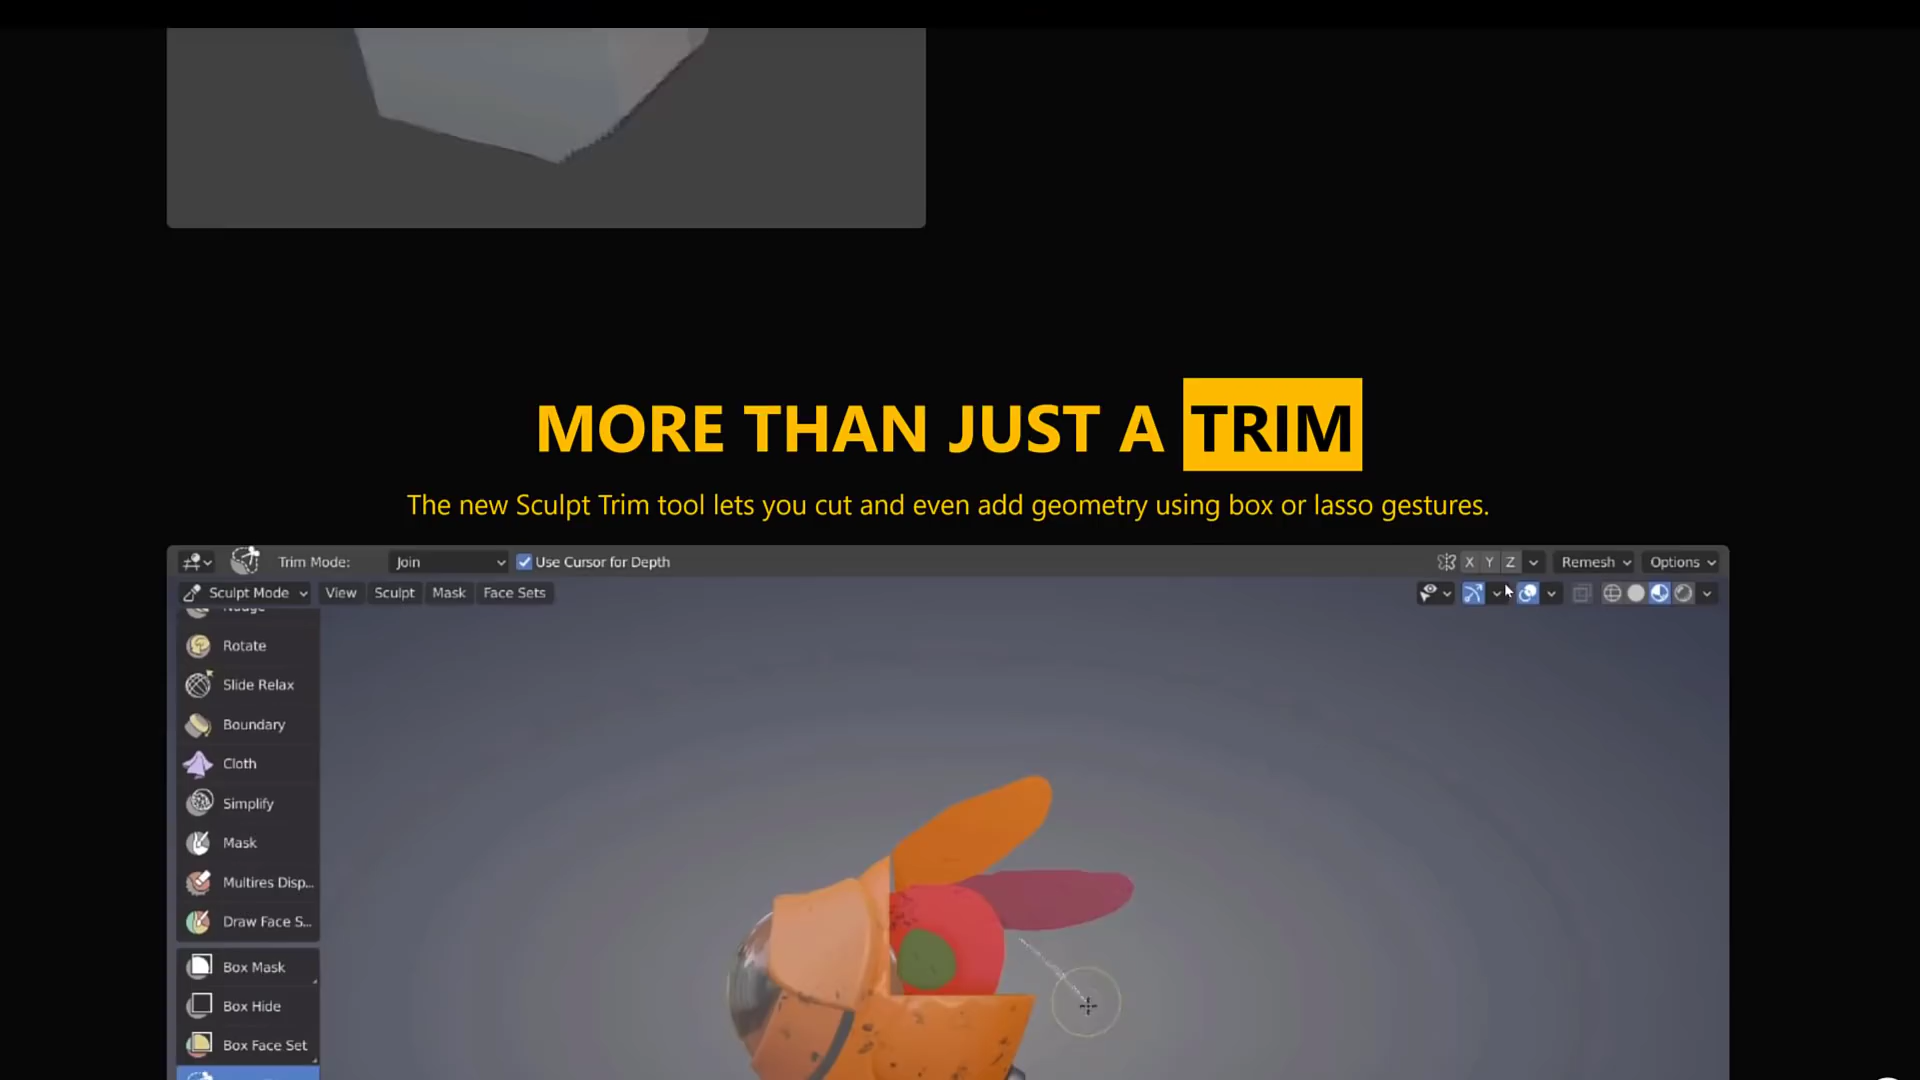 MORE THAN JUST A TRIM
The new Sculpt Trim tool lets you cut and even add geometry using box or lasso gestures.
Trim Mode: Join Use Cursor for Depth X Y Z Remesh Options
Sculpt Mode View Sculpt Mask Face Sets
Rotate
Slide Relax
Boundary
Cloth
Simplify
Mask
Multires Disp...
Draw Face S...
Box Mask
Box Hide
Box Face Set